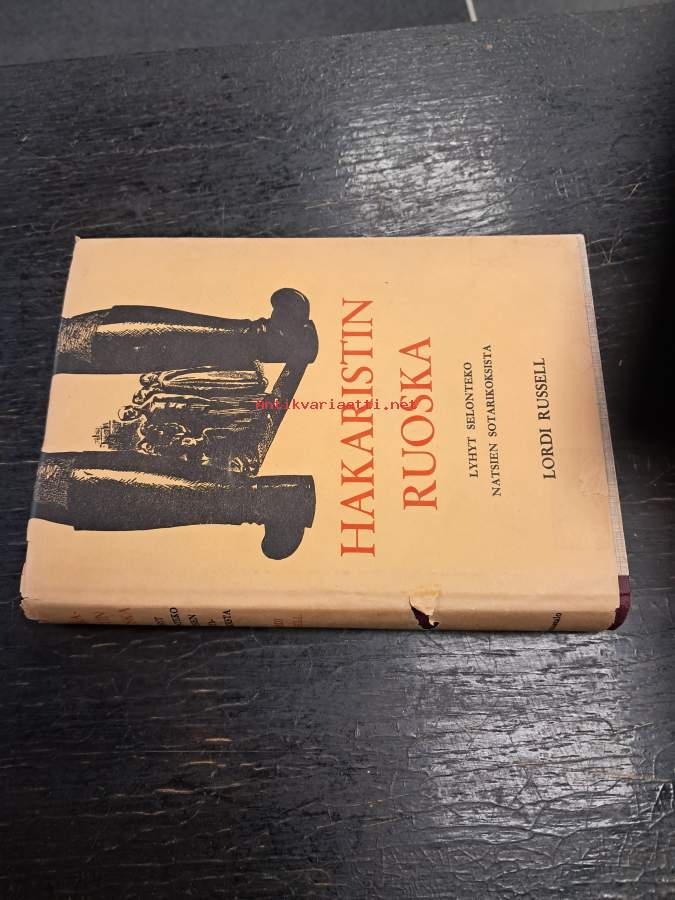 HAKARISTIN
RUOSKA
LYHYT SELONTEKO
NATSIEN SOTARIKOKSISTA
LORDI RUSSELL
antikvariaatti.net